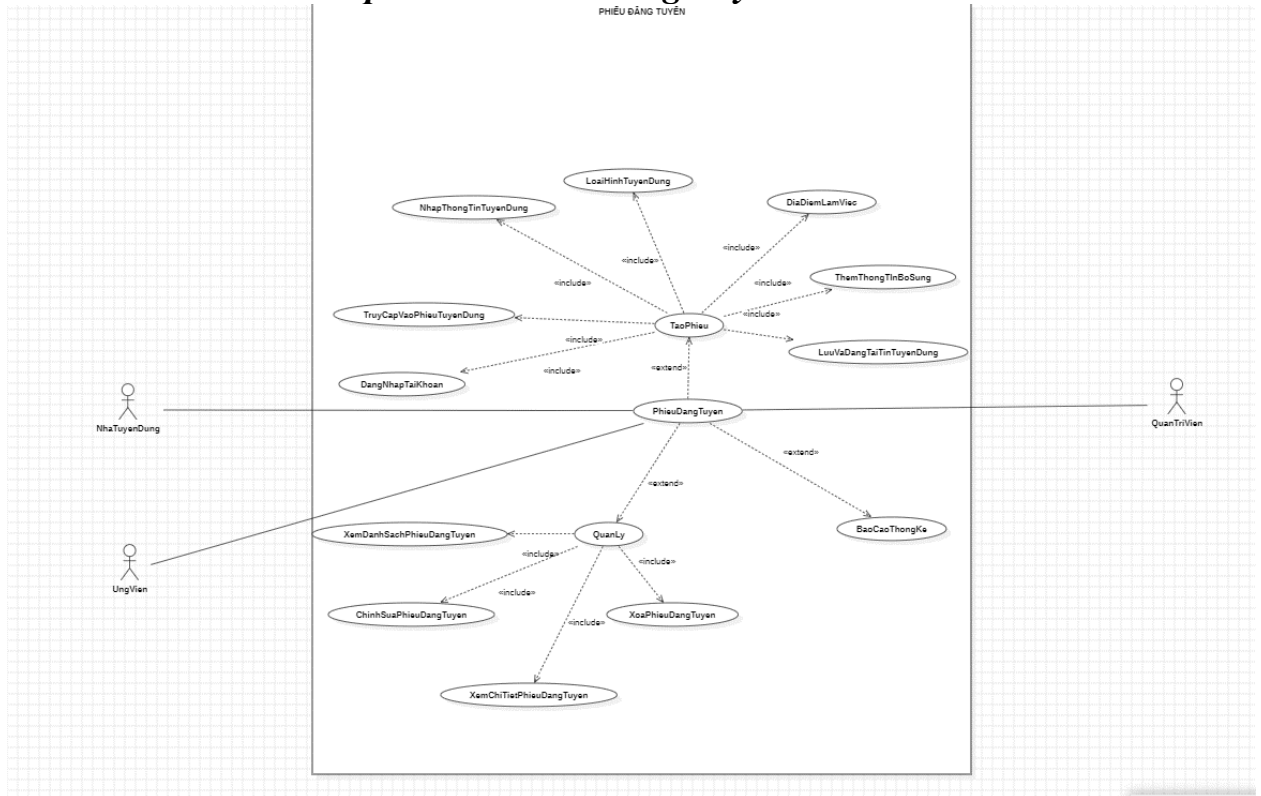 PHIẾU ĐĂNG TUYỂN
LoaiHinhTuyenDung
NhapThongTinTuyenDung
DiaDiemLamViec
«include»
«include»
«include»
«include»
ThemThongTInBoSung
TruyCapVaoPhieuTuyenDung
«include»
TaoPhieu
«include»
LuuVaDangTaiTinTuyenDung
«include»
«extend»
DangNhapTaiKhoan
NhaTuyenDung
PhieuDangTuyen
QuanTriVien
«extend»
«extend»
XemDanhSachPhieuDangTuyen
QuanLy
BaoCaoThongKe
«include»
«include»
UngVien
«include»
ChinhSuaPhieuDangTuyen
«include»
XoaPhieuDangTuyen
XemChiTietPhieuDangTuyen